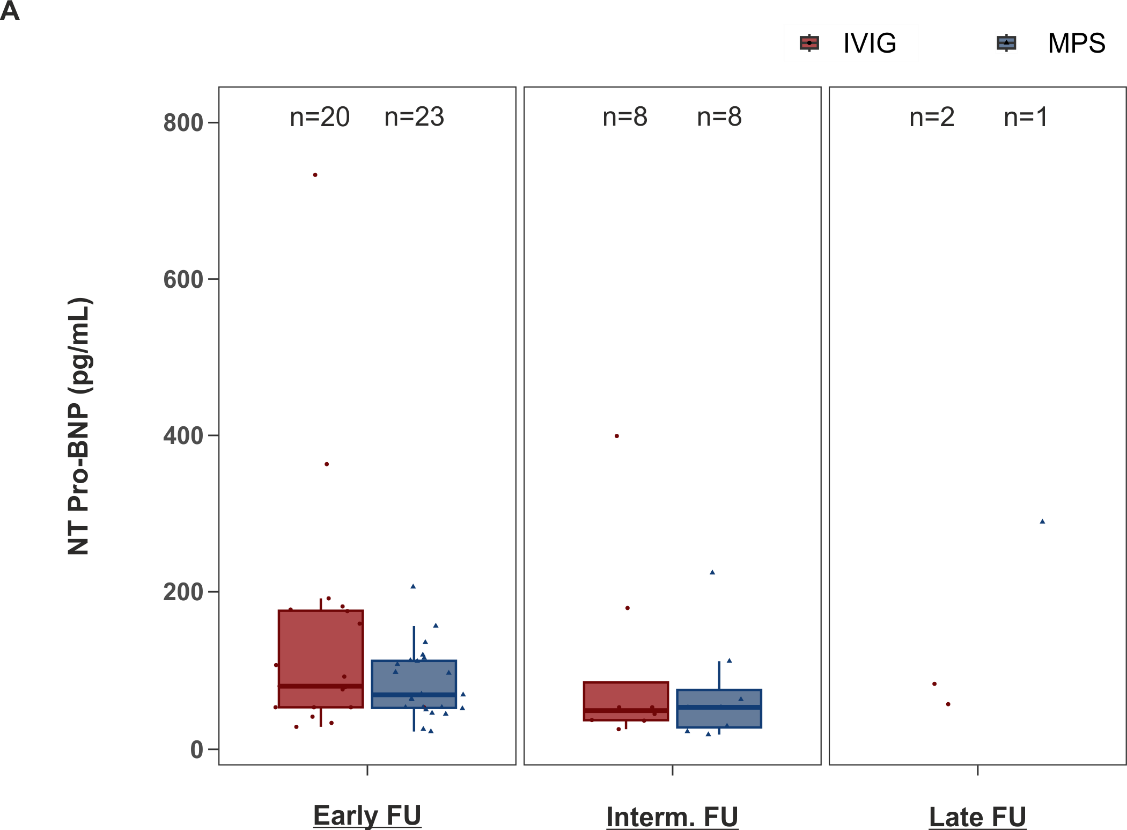 A
IVIG MPS
n=20 n=23 n=8 n=8 n=2 n=1
800
600
400
200
0
NT Pro-BNP (pg/mL)
Early FU Interm. FU Late FU